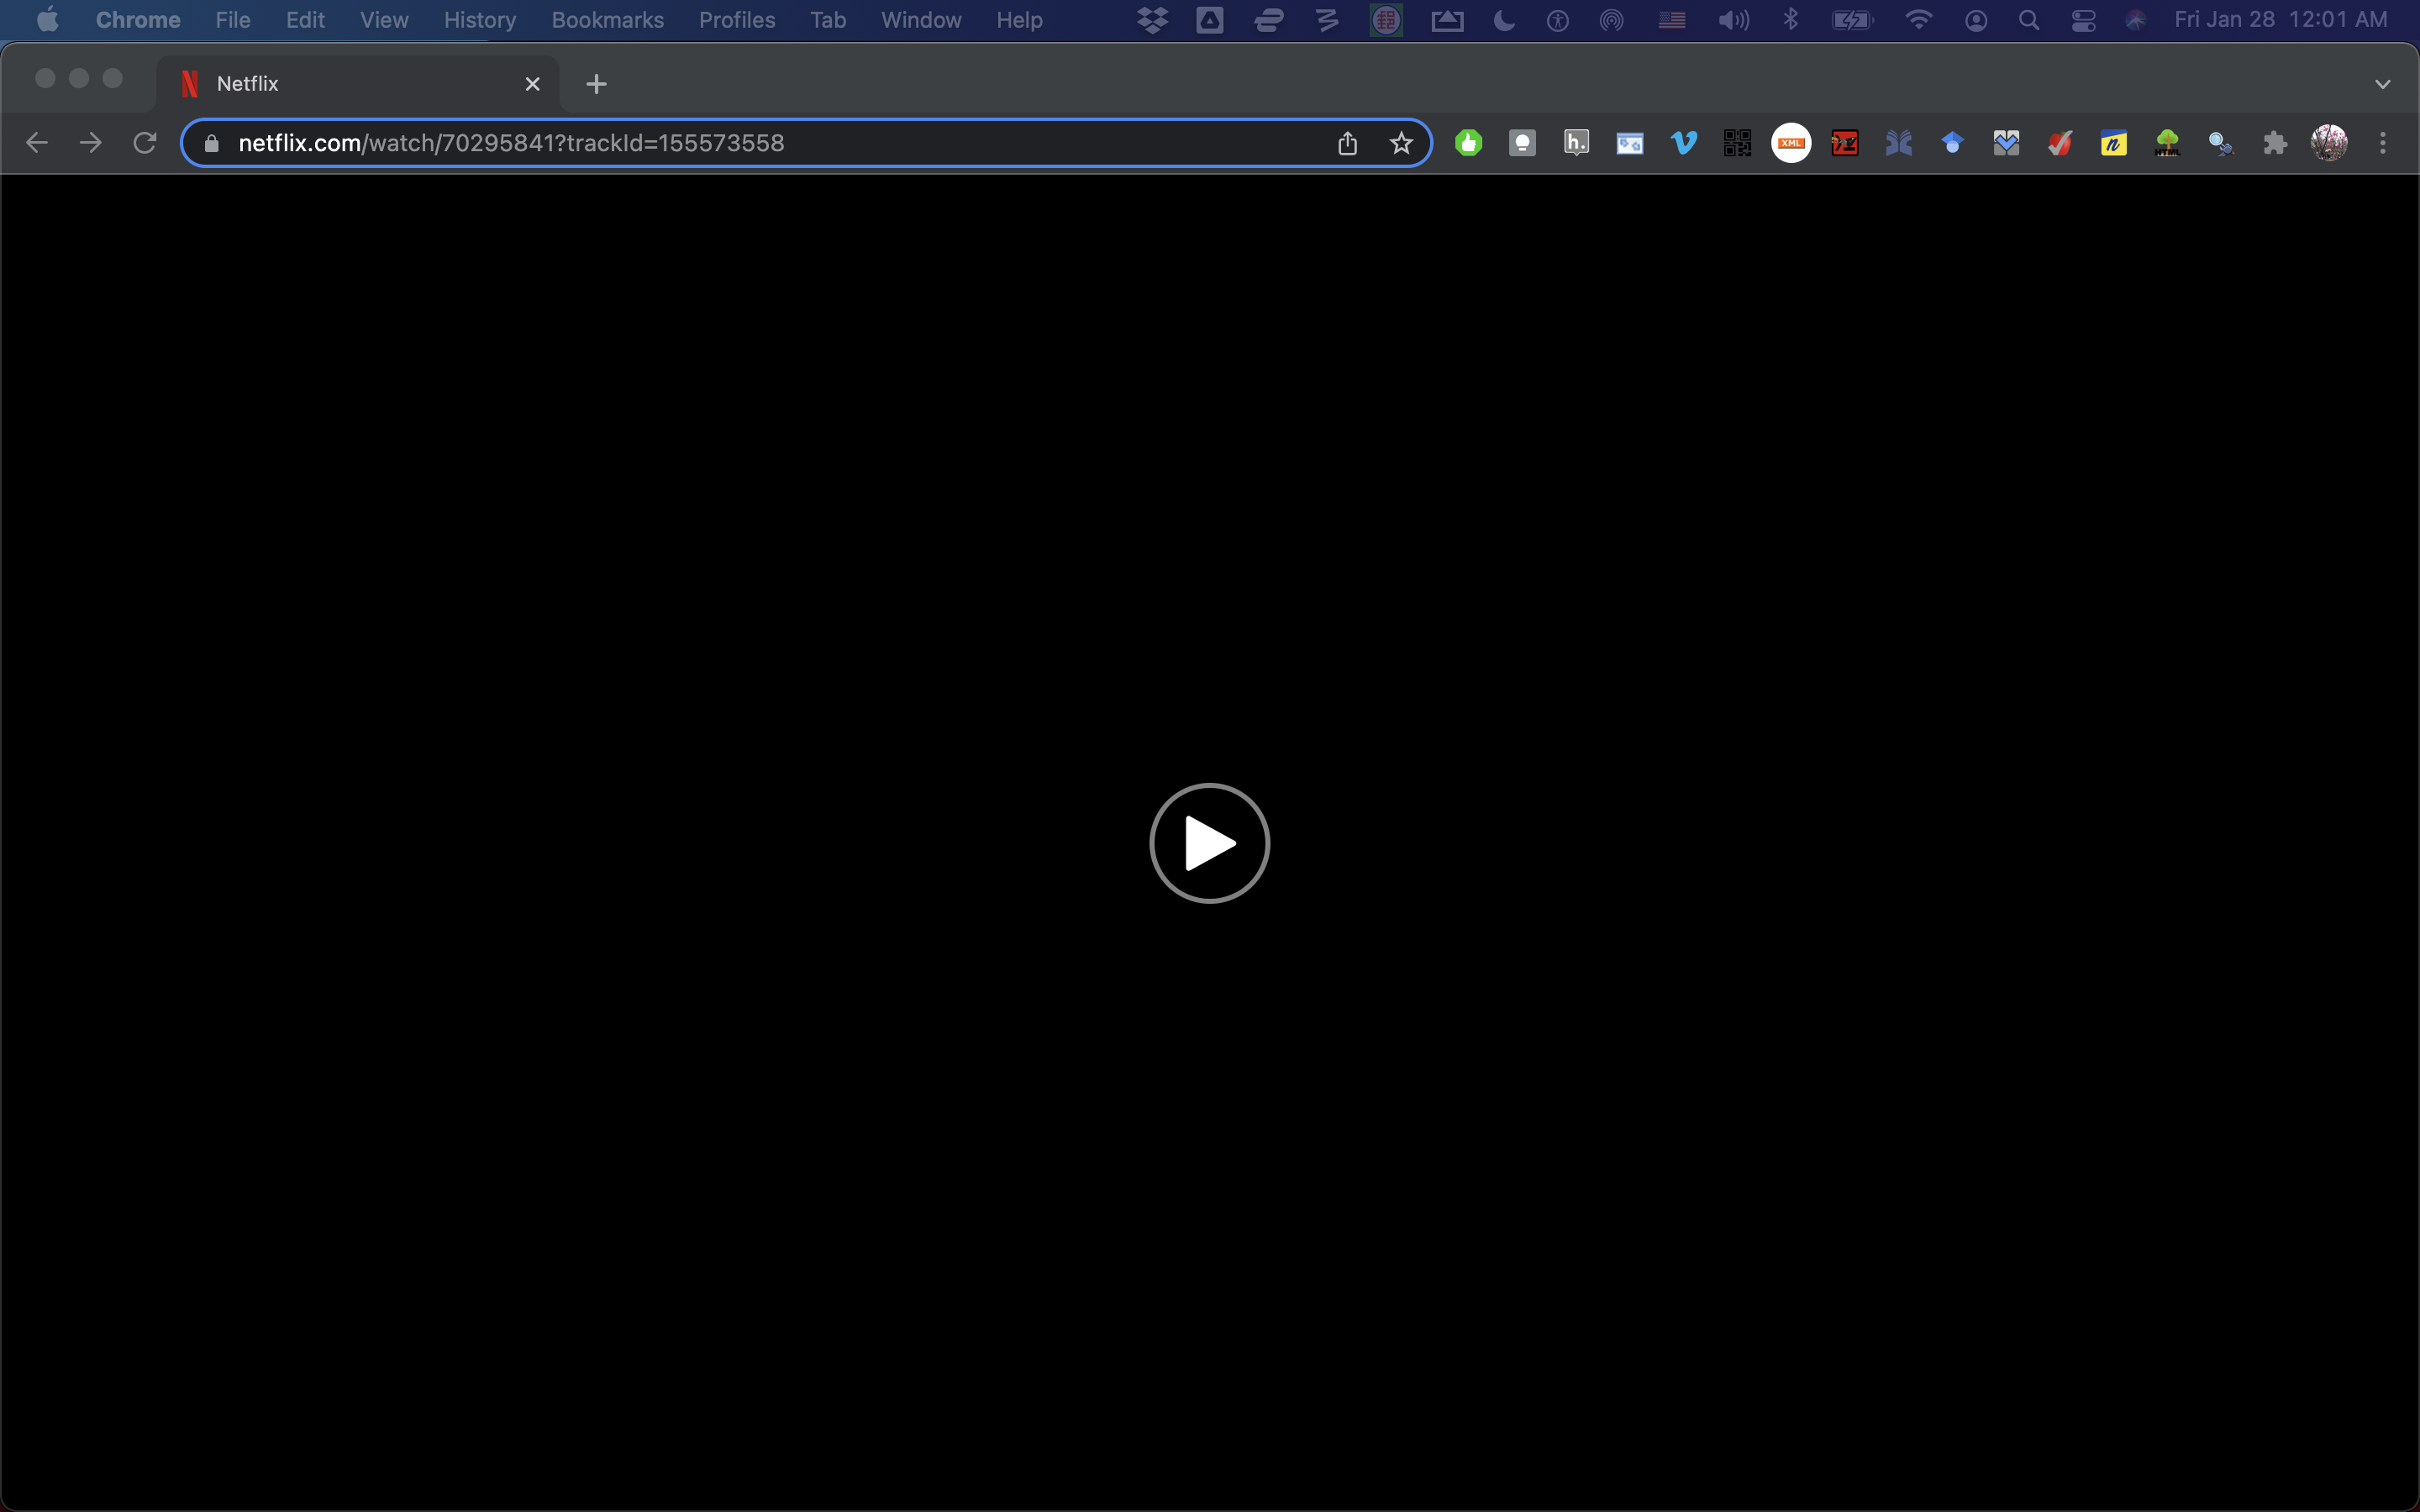 Chrome File Edit View History Bookmarks Profiles Tab Window Help Fri Jan 28 12:01 AM
Netflix
netflix.com/watch/70295841?trackId=155573558
h.
XML
n
HTML